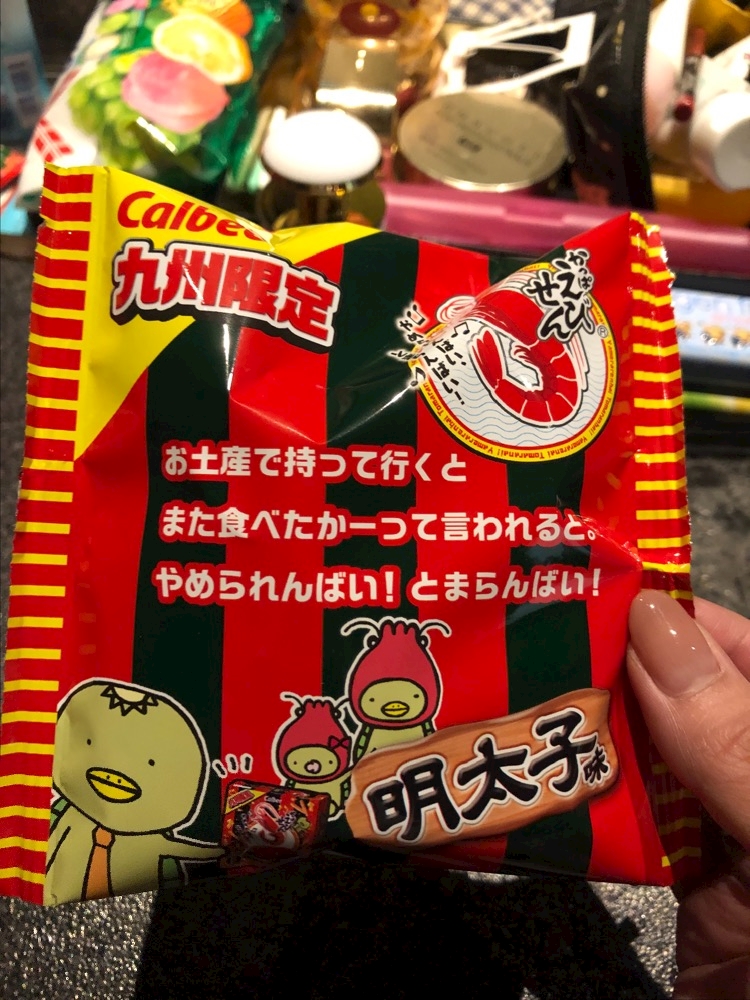 Calbee
九州限定
かっぱ
えび
せん
お土産で持って行くと
また食べたかーって言われると。
やめられんばい！とまらんばい！
明太子味